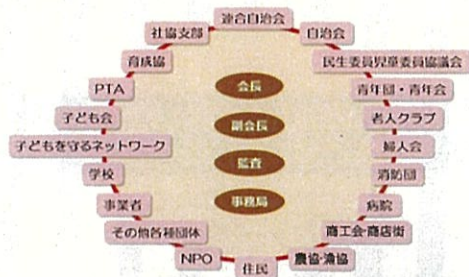 連合自治会
社協支部
自治会
育成協
民生委員児童委員協議会
PTA
青年団・青年会
子ども会
老人クラブ
子どもを守るネットワーク
婦人会
学校
消防団
事業者
病院
その他各種団体
商工会・商店街
NPO
農協・漁協
住民
会長
副会長
監査
事務局